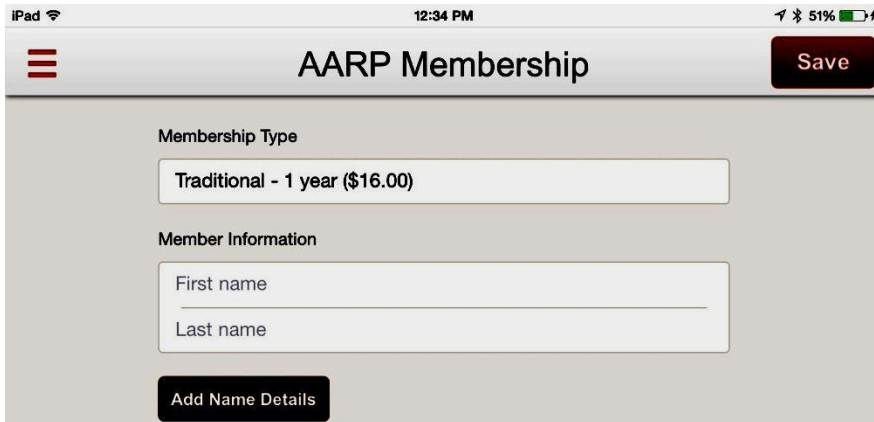 iPad 12:34 PM 51%
AARP Membership Save
Membership Type
Traditional - 1 year ($16.00)
Member Information
First name
Last name
Add Name Details